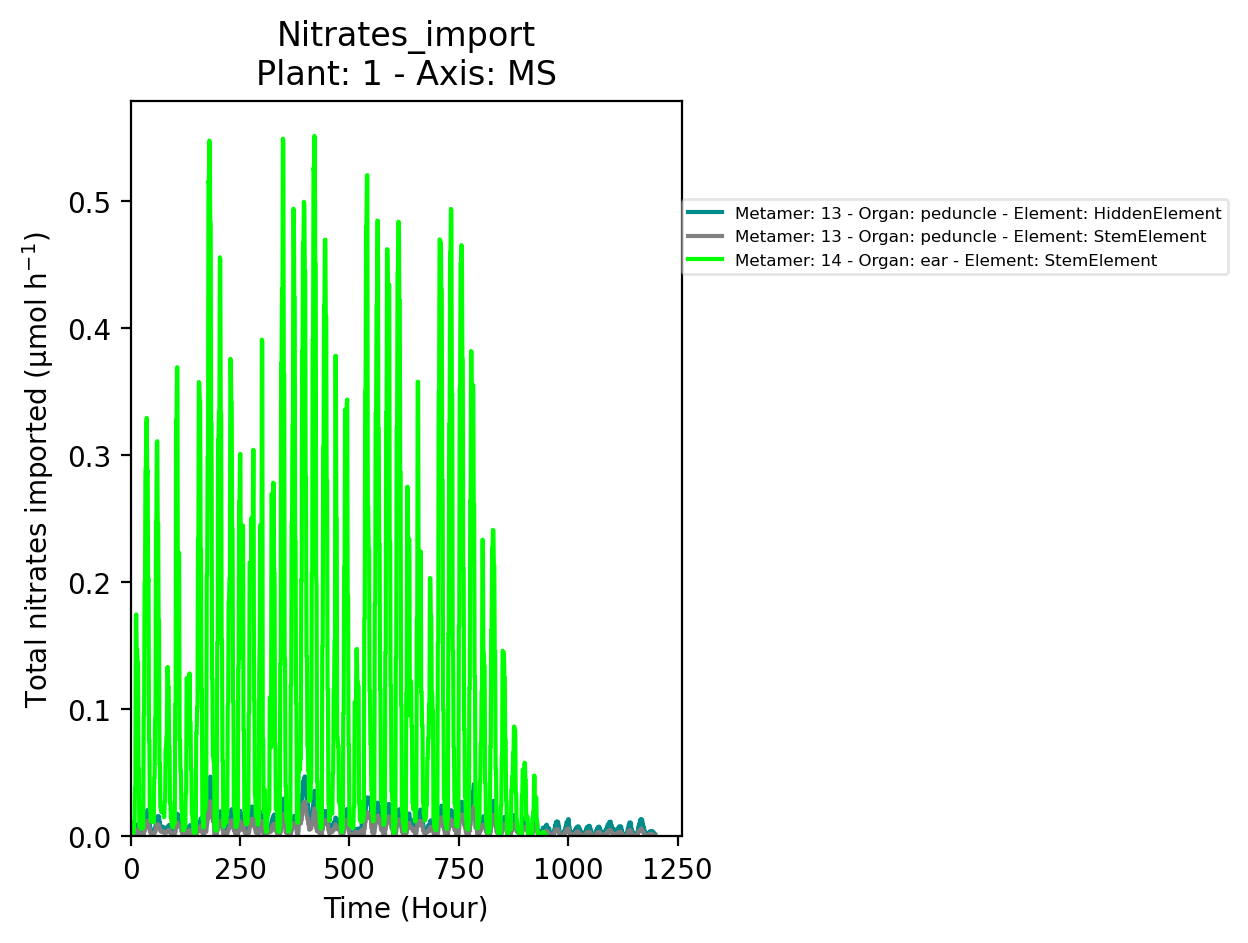 Nitrates_import
Plant: 1 - Axis: MS
Total nitrates imported (µmol h⁻¹)
0.5
0.4
0.3
0.2
0.1
0.0
0 250 500 750 1000 1250
Time (Hour)
Metamer: 13 - Organ: peduncle - Element: HiddenElement
Metamer: 13 - Organ: peduncle - Element: StemElement
Metamer: 14 - Organ: ear - Element: StemElement